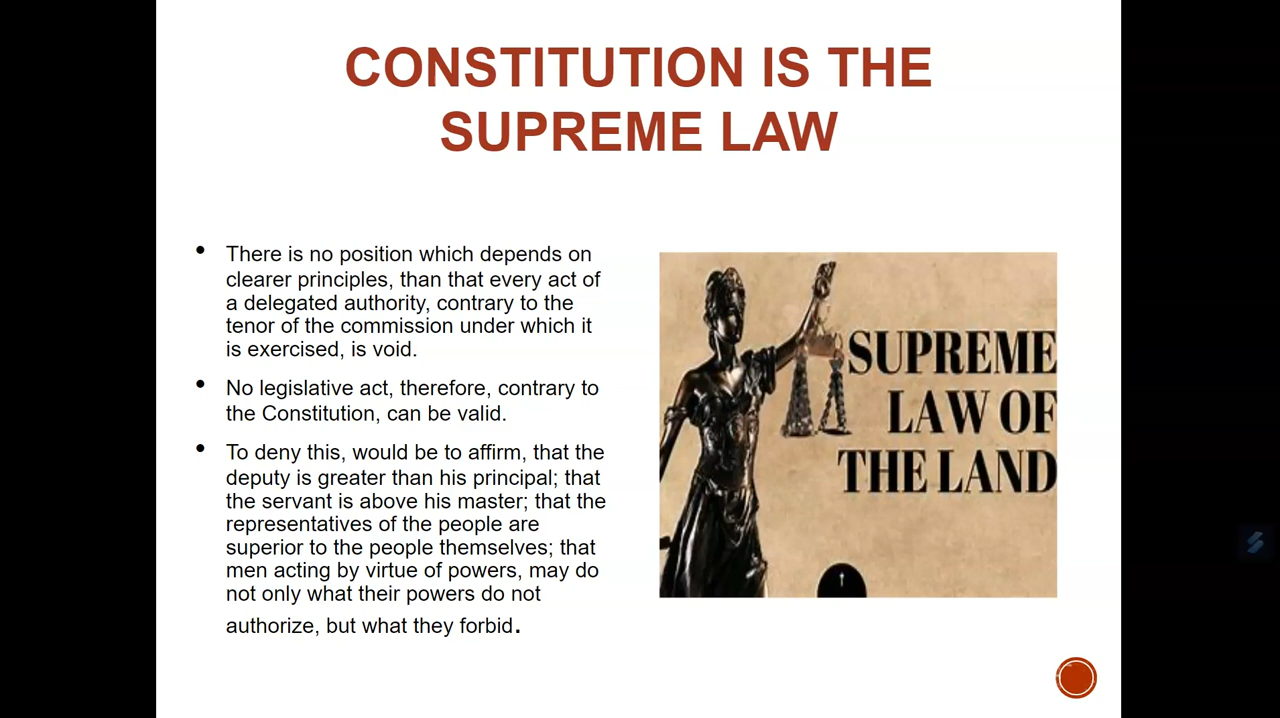 CONSTITUTION IS THE
SUPREME LAW
• There is no position which depends on
clearer principles, than that every act of
a delegated authority, contrary to the
tenor of the commission under which it
is exercised, is void.
• No legislative act, therefore, contrary to
the Constitution, can be valid.
• To deny this, would be to affirm, that the
deputy is greater than his principal; that
the servant is above his master; that the
representatives of the people are
superior to the people themselves; that
men acting by virtue of powers, may do
not only what their powers do not
authorize, but what they forbid.
SUPREME
LAW OF
THE LAND